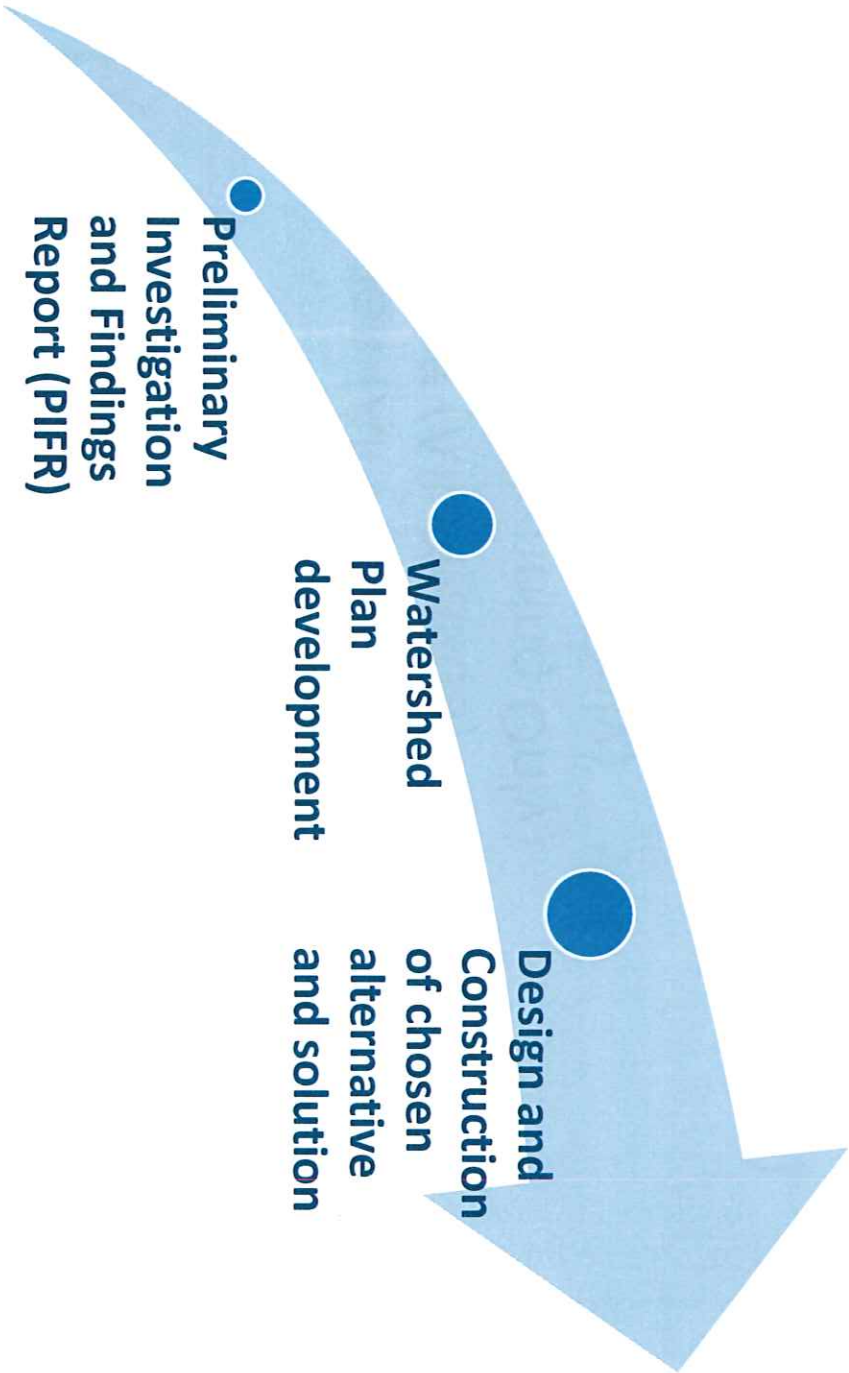 Preliminary
Investigation
and Findings
Report (PIFR)
Watershed
Plan
development
Design and
Construction
of chosen
alternative
and solution